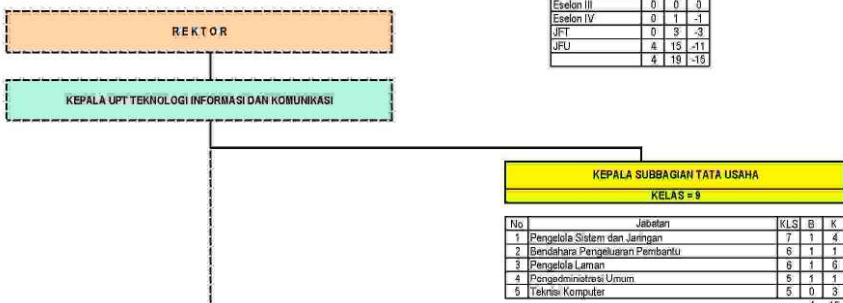 Eselon III 0 0 0
Eselon IV 0 1 -1
JFT 0 3 -3
JFU 4 15 -11
4 19 -15
REKTOR
KEPALA UPT TEKNOLOGI INFORMASI DAN KOMUNIKASI
KEPALA SUBBAGIAN TATA USAHA
KELAS = 9
No Jabatan KLS B K
1 Pengelola Sistem dan Jaringan 7 1 4
2 Bendahara Pengeluaran Pembantu 6 1 1
3 Pengelola Laman 6 1 6
4 Pengadministrasi Umum 5 1 1
5 Teknisi Komputer 5 0 3